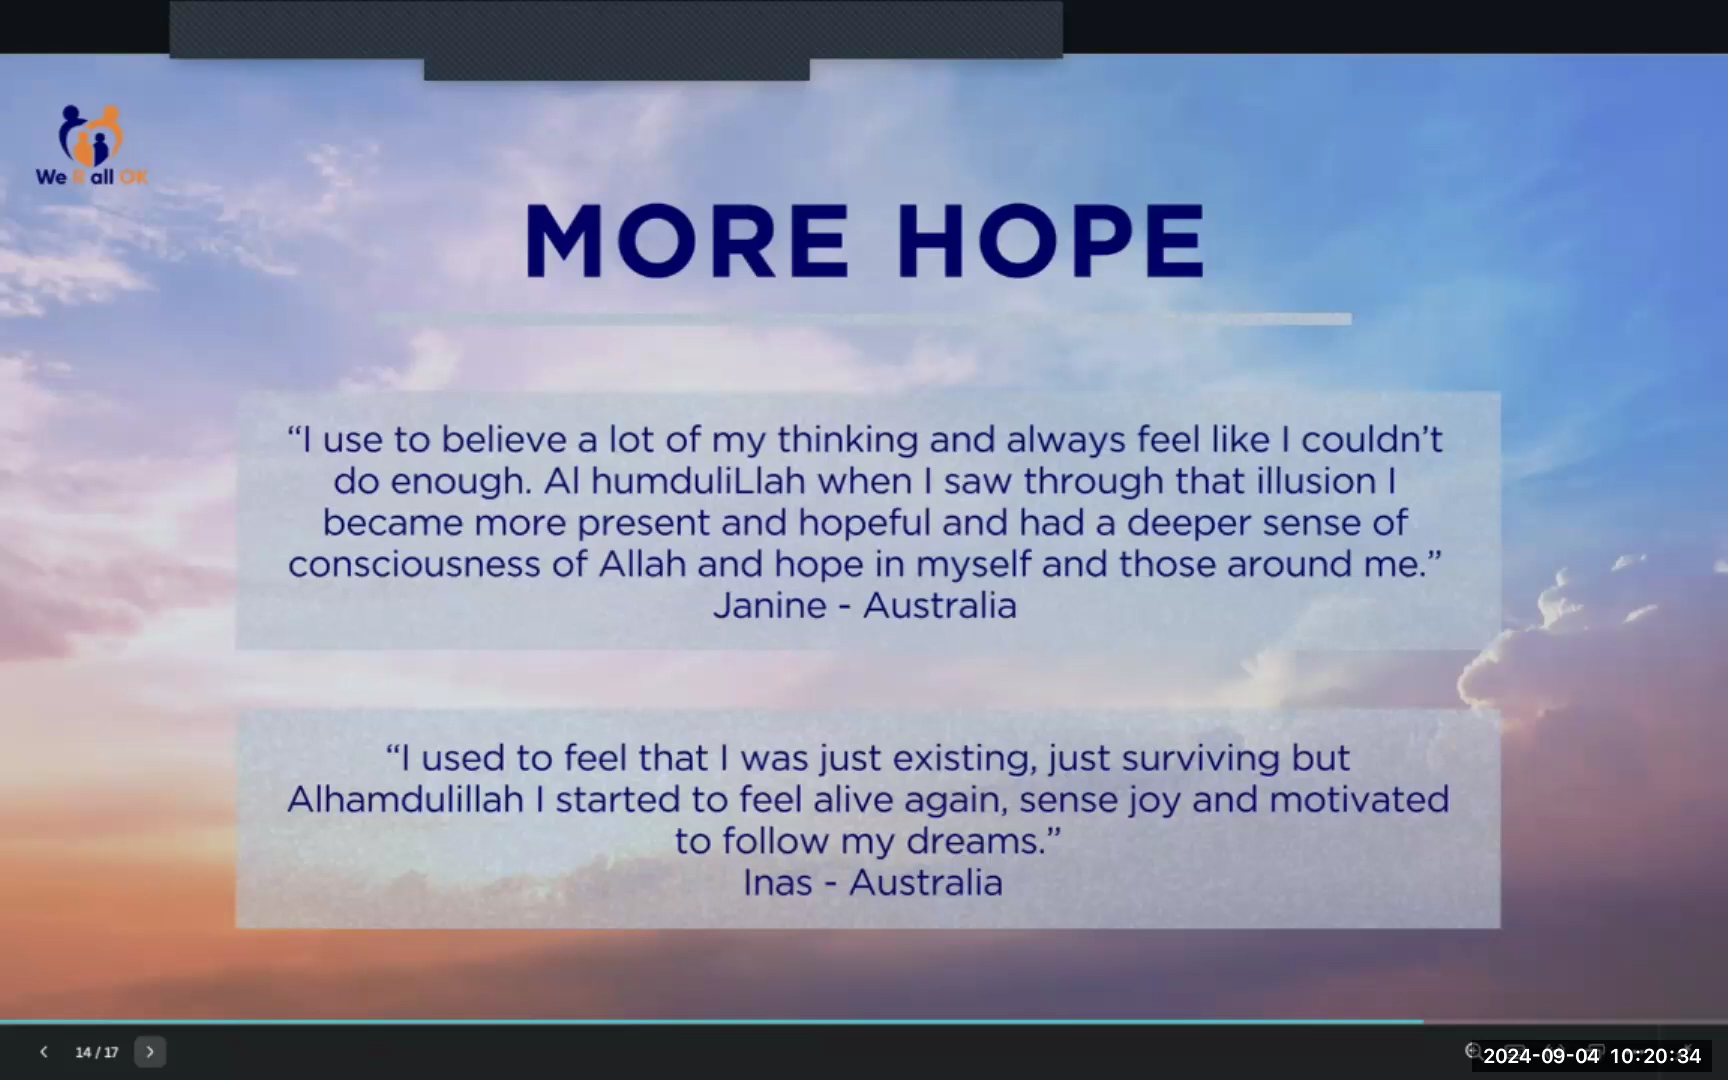 We R all OK
MORE HOPE
“I use to believe a lot of my thinking and always feel like I couldn’t
do enough. Al humduliLlah when I saw through that illusion I
became more present and hopeful and had a deeper sense of
consciousness of Allah and hope in myself and those around me.”
Janine - Australia
“I used to feel that I was just existing, just surviving but
Alhamdulillah I started to feel alive again, sense joy and motivated
to follow my dreams.”
Inas - Australia
14 / 17
2024-09-04 10:20:34